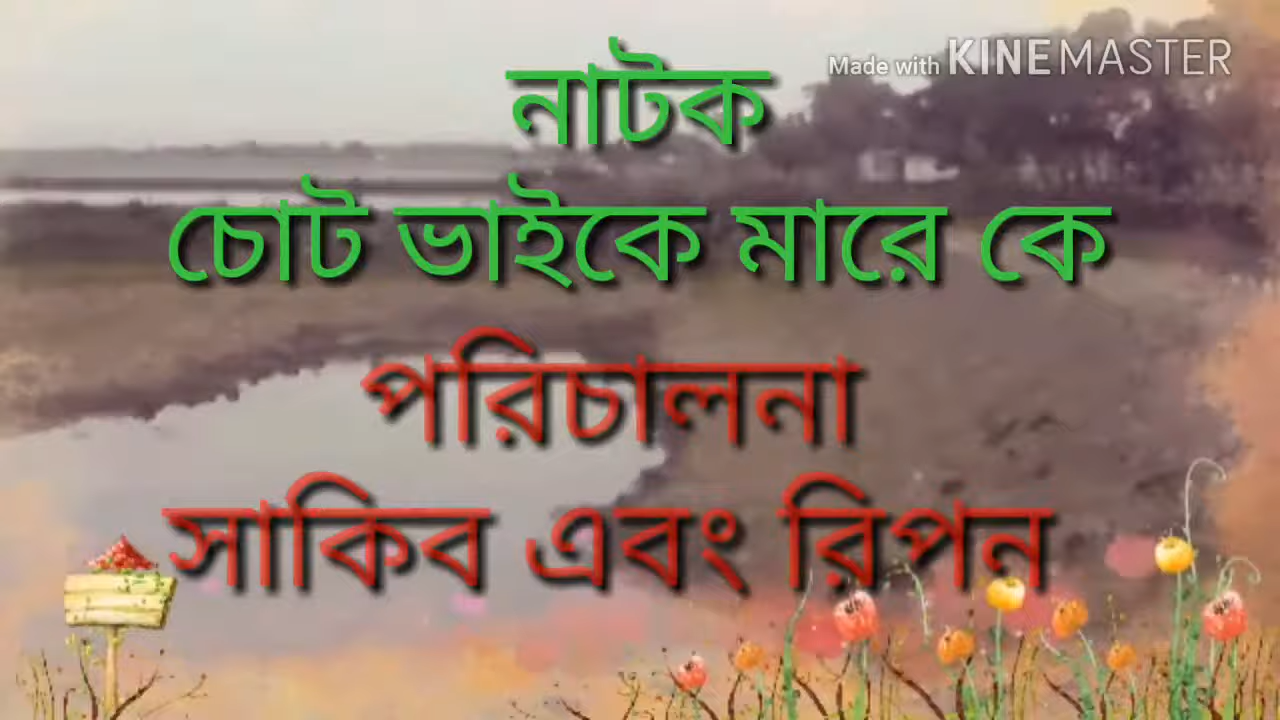 Made with KINEMASTER
নাটক
চোট ভাইকে মারে কে
পরিচালনা
সাকিব এবং রিপন